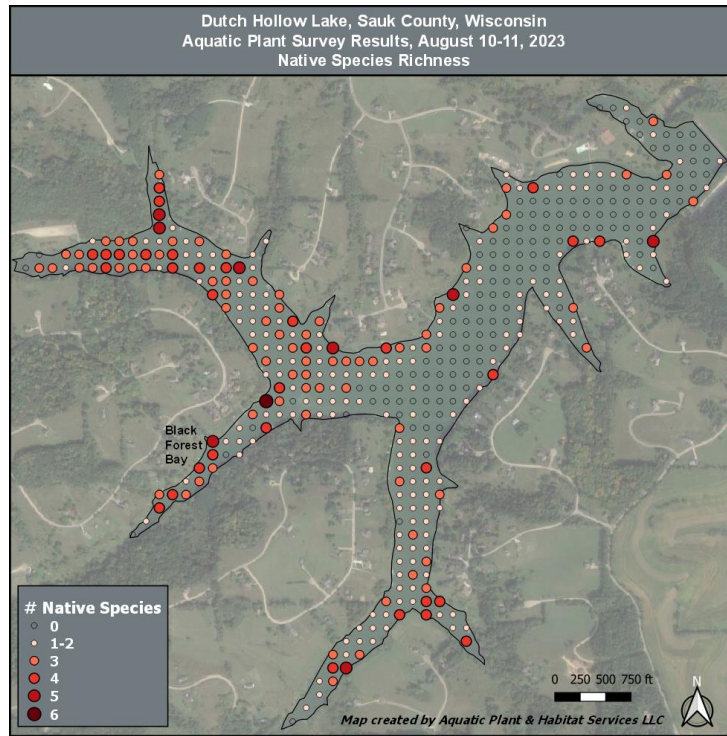 Dutch Hollow Lake, Sauk County, Wisconsin
Aquatic Plant Survey Results, August 10-11, 2023
Native Species Richness
Black
Forest
Bay
# Native Species
0
1-2
3
4
5
6
0 250 500 750 ft
N
Map created by Aquatic Plant & Habitat Services LLC